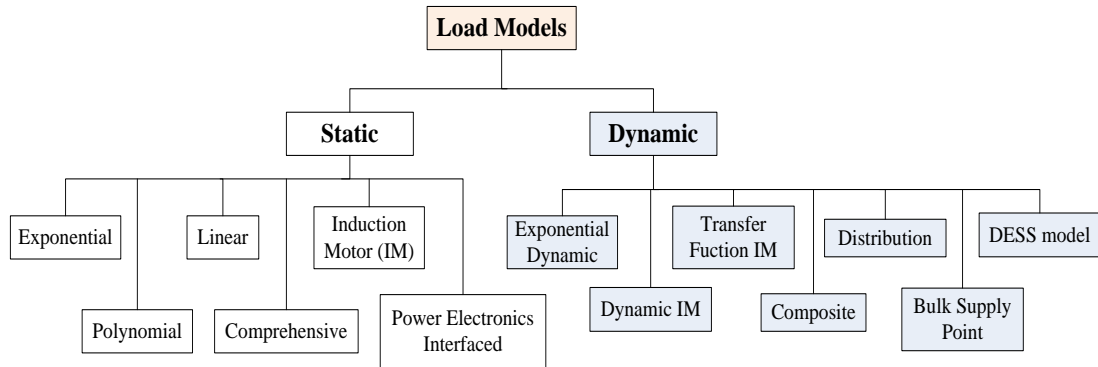 Load Models
Static
Dynamic
Exponential
Linear
Induction
Motor (IM)
Polynomial
Comprehensive
Power Electronics
Interfaced
Exponential
Dynamic
Transfer
Fuction IM
Distribution
DESS model
Dynamic IM
Composite
Bulk Supply
Point